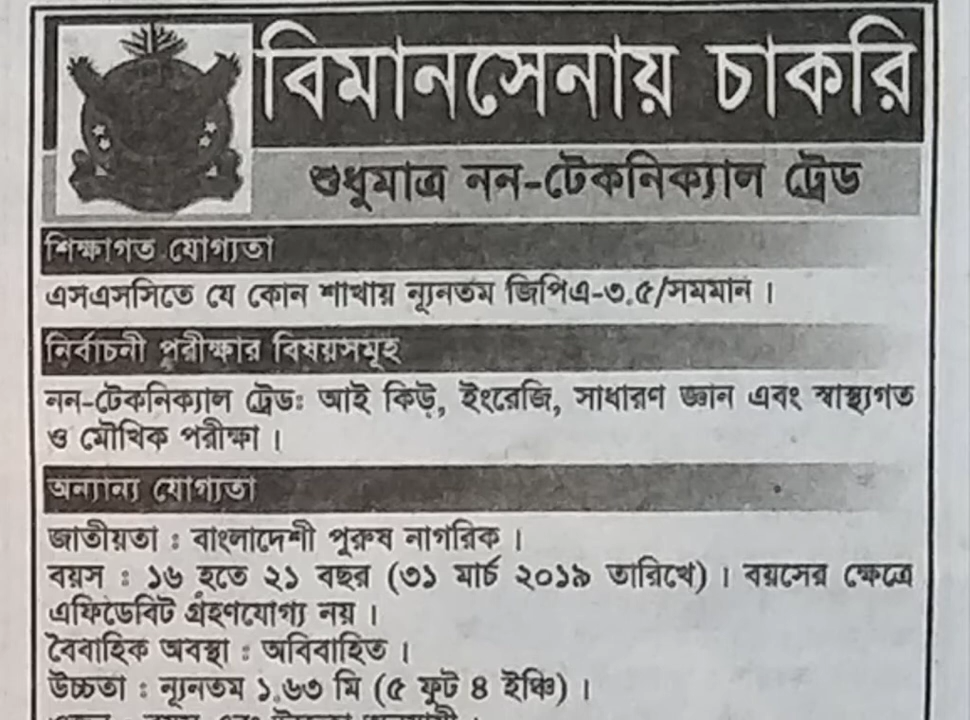 বিমানসেনায় চাকরি
শুধুমাত্র নন-টেকনিক্যাল ট্রেড
শিক্ষাগত যোগ্যতা
এসএসসিতে যে কোন শাখায় ন্যূনতম জিপিএ-৩.৫/সমমান ।
নির্বাচনী পরীক্ষার বিষয়সমূহ
নন-টেকনিক্যাল ট্রেডঃ আই কিউ, ইংরেজি, সাধারণ জ্ঞান এবং স্বাস্থ্যগত
ও মৌখিক পরীক্ষা ।
অন্যান্য যোগ্যতা
জাতীয়তা : বাংলাদেশী পুরুষ নাগরিক ।
বয়স : ১৬ হতে ২১ বছর (৩১ মার্চ ২০১৯ তারিখে) । বয়সের ক্ষেত্রে
এফিডেবিট গ্রহণযোগ্য নয় ।
বৈবাহিক অবস্থা : অবিবাহিত ।
উচ্চতা : ন্যূনতম ১.৬৩ মি (৫ ফুট ৪ ইঞ্চি) ।